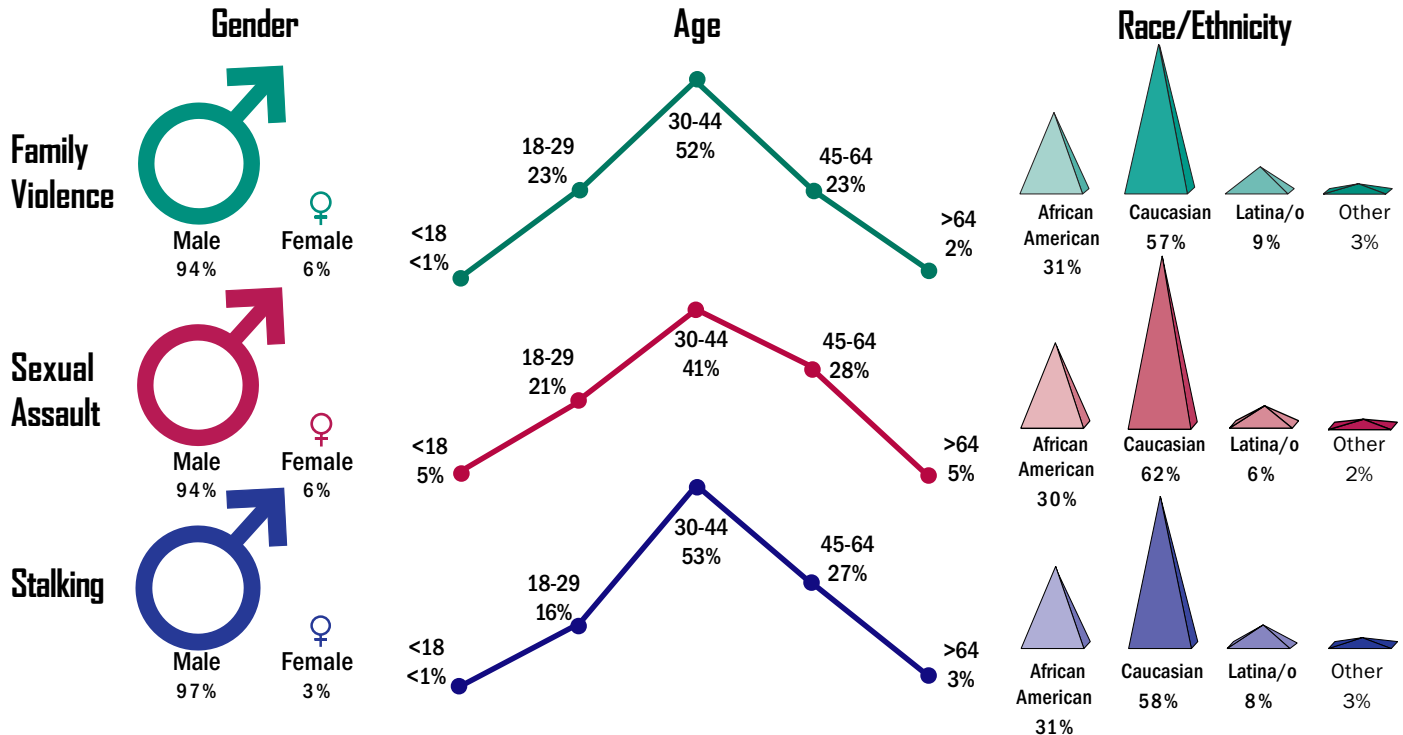 Gender
Age
Race/Ethnicity
Family
Violence
Male
94%
Female
6%
<18
<1%
18-29
23%
30-44
52%
45-64
23%
>64
2%
African
American
31%
Caucasian
57%
Latina/o
9%
Other
3%
Sexual
Assault
Male
94%
Female
6%
<18
5%
18-29
21%
30-44
41%
45-64
28%
>64
5%
African
American
30%
Caucasian
62%
Latina/o
6%
Other
2%
Stalking
Male
97%
Female
3%
<18
<1%
18-29
16%
30-44
53%
45-64
27%
>64
3%
African
American
31%
Caucasian
58%
Latina/o
8%
Other
3%